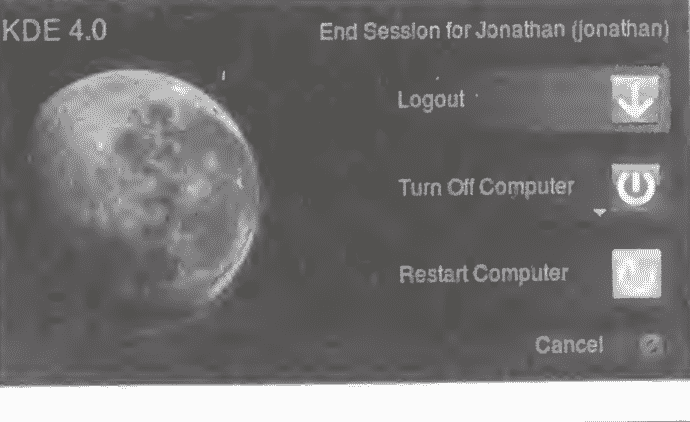 KDE 4.0
End Session for Jonathan (jonathan)
Logout
Turn Off Computer
Restart Computer
Cancel